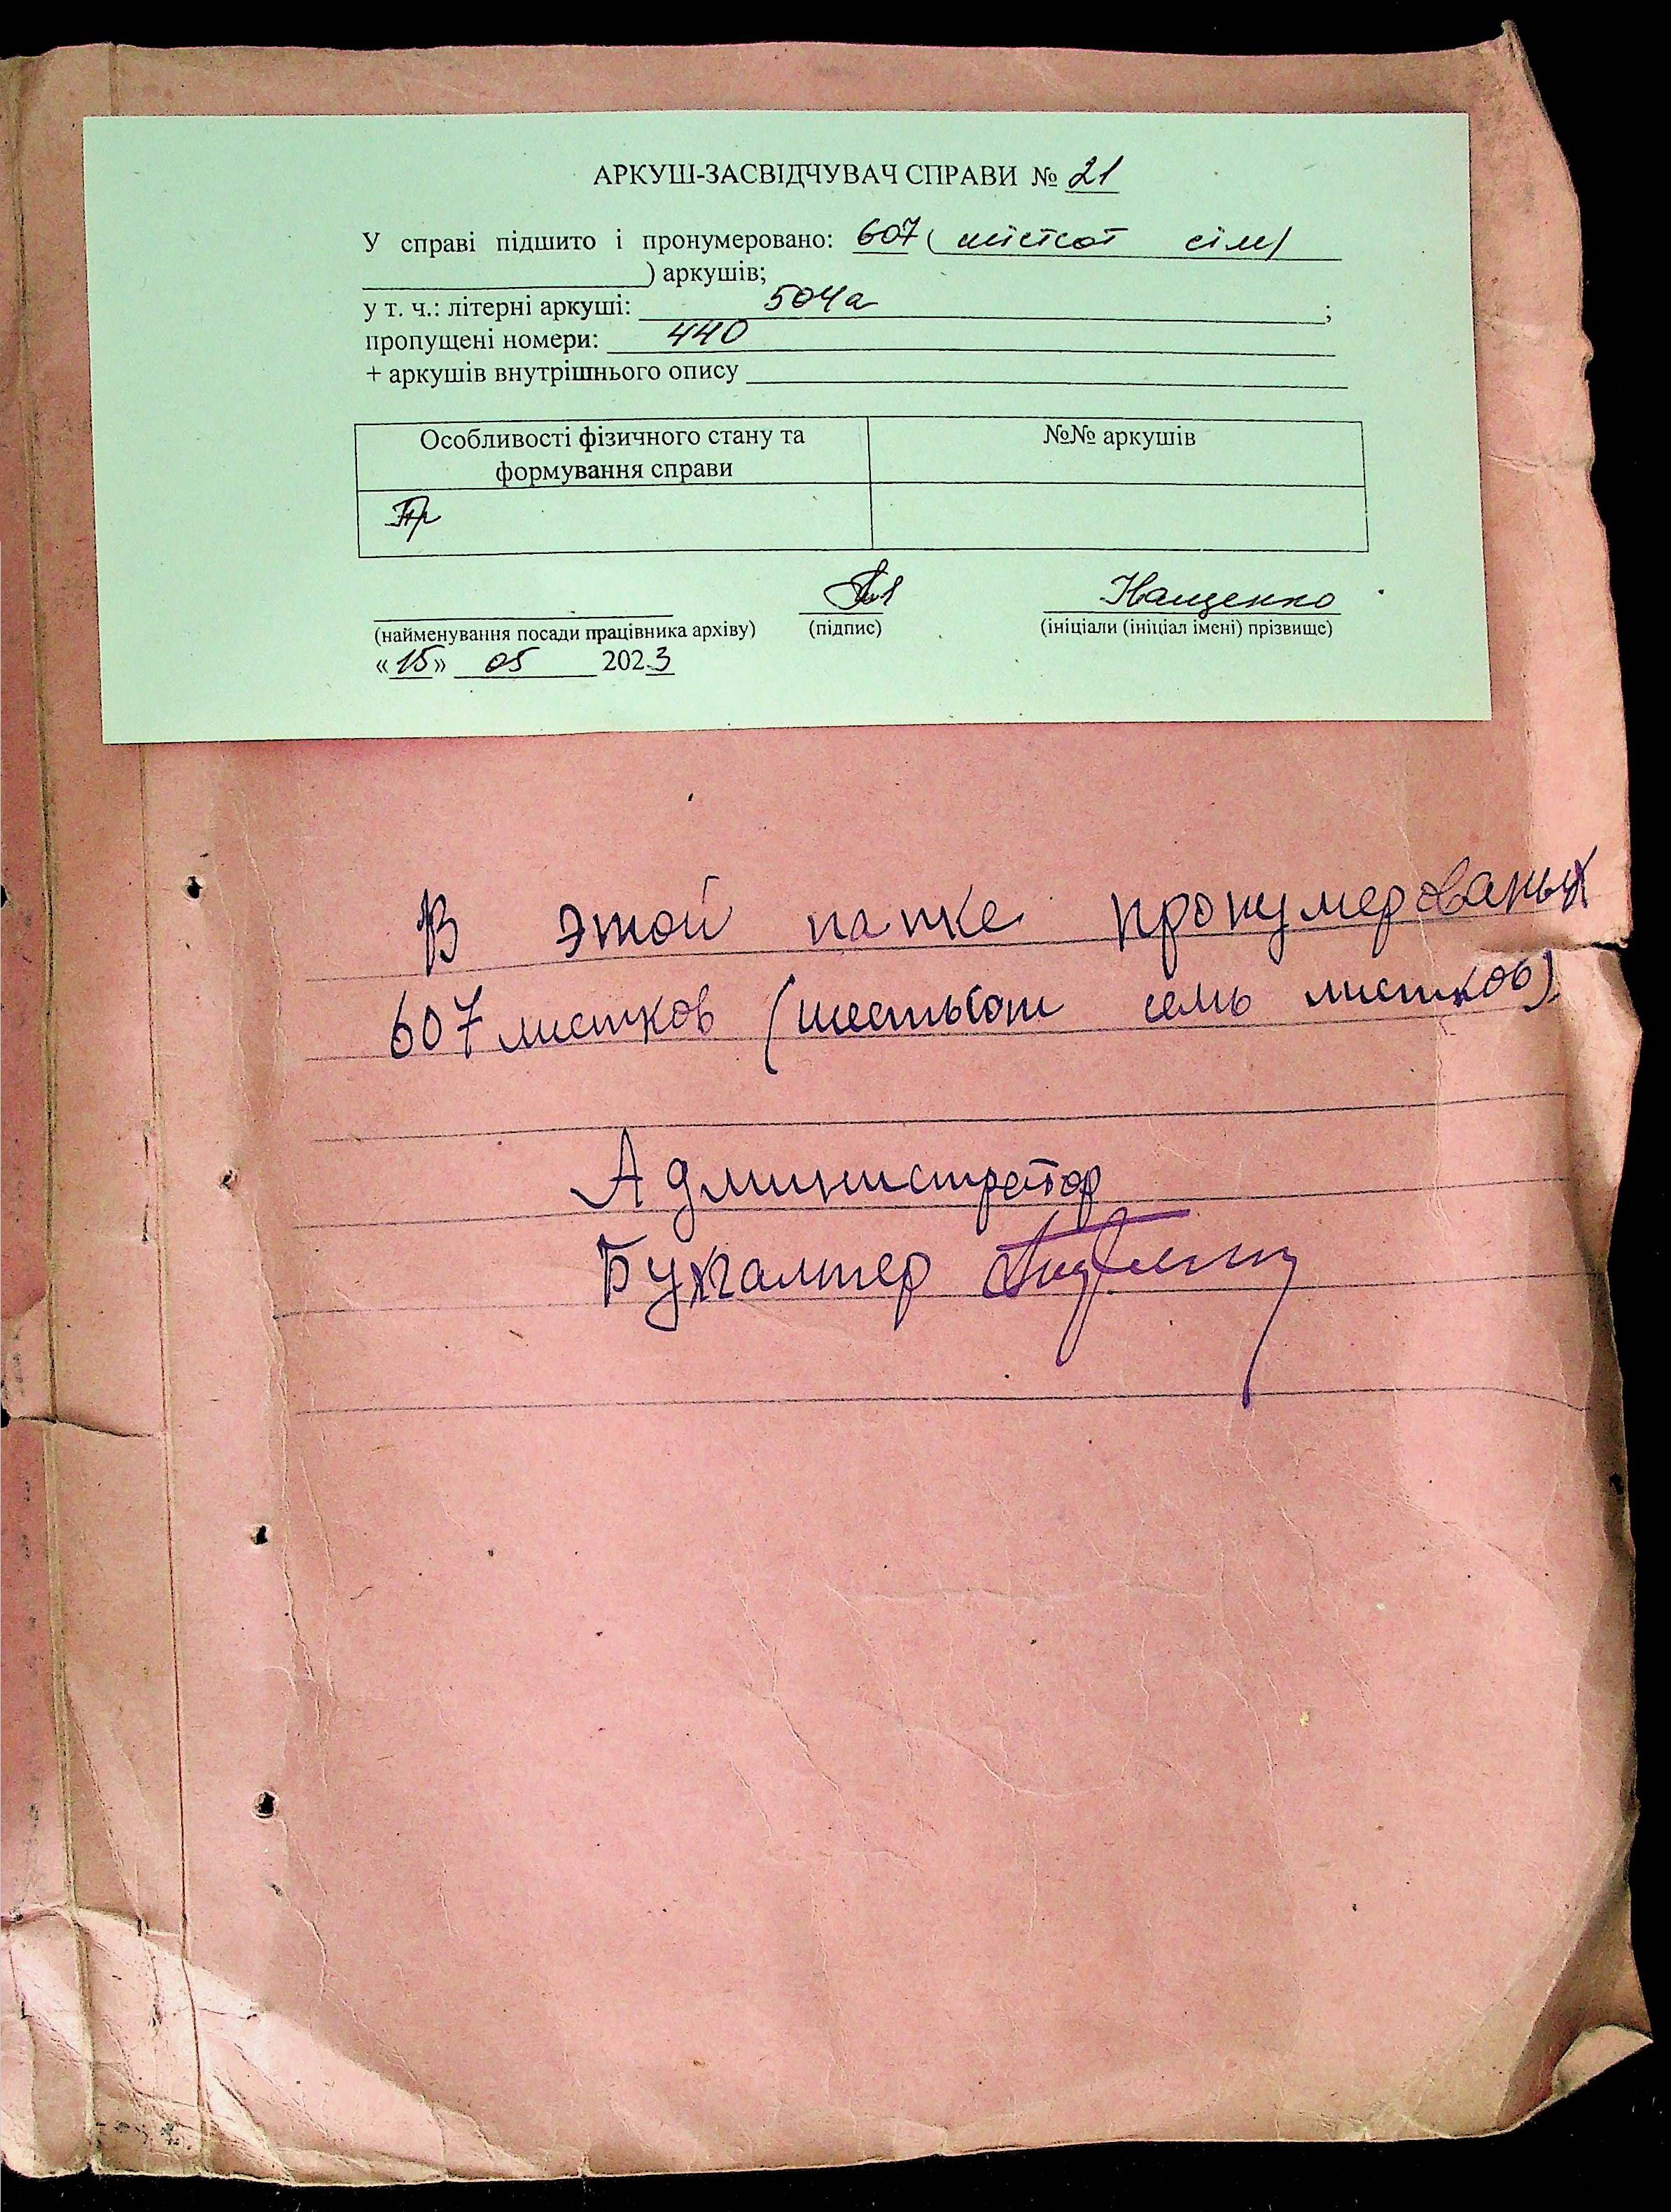 АРКУШ-ЗАСВІДЧУВАЧ СПРАВИ № 21
У справі підшито і пронумеровано: 607 ( шістсот сім)
) аркушів;
у т. ч.: літерні аркуші: 504а ;
пропущені номери: 440
+ аркушів внутрішнього опису
Особливості фізичного стану та №№ аркушів
формування справи
(найменування посади працівника архіву) (підпис) (ініціали (ініціал імені) прізвище)
«15» 05 2023
В этой папке пронумерованых
607 листков (шестьсот семь листков)
Администратор
Бухгалтер